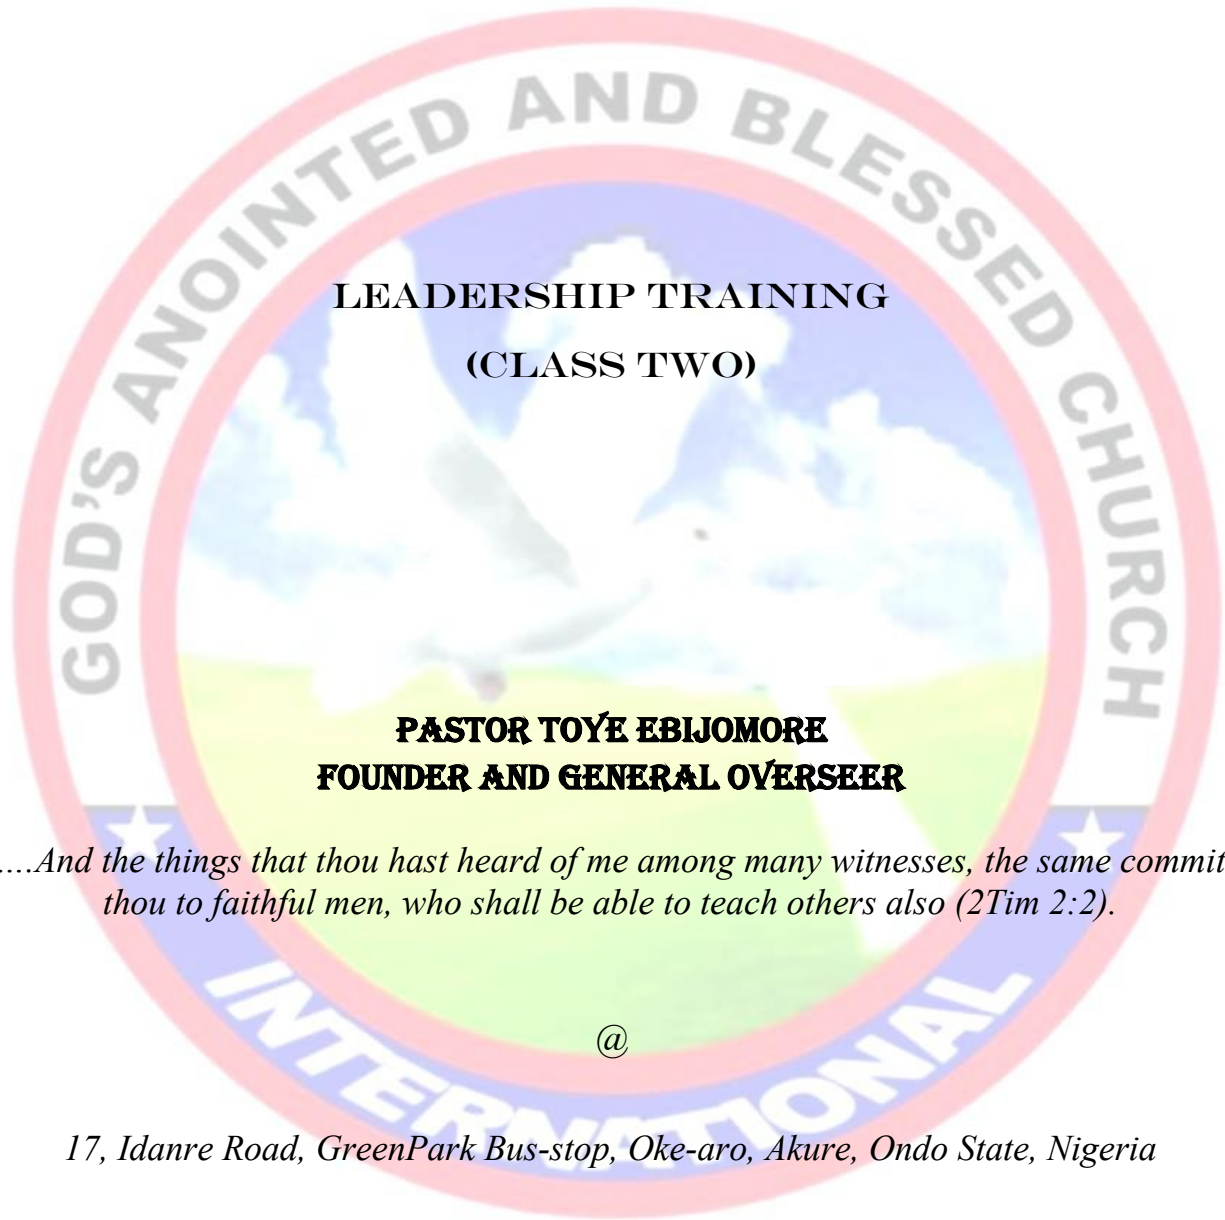 GOD'S ANOINTED AND BLESSED CHURCH
LEADERSHIP TRAINING
(CLASS TWO)
PASTOR TOYE EBIJOMORE
FOUNDER AND GENERAL OVERSEER
....And the things that thou hast heard of me among many witnesses, the same commit
thou to faithful men, who shall be able to teach others also (2Tim 2:2).
@
INTERNATIONAL
17, Idanre Road, GreenPark Bus-stop, Oke-aro, Akure, Ondo State, Nigeria